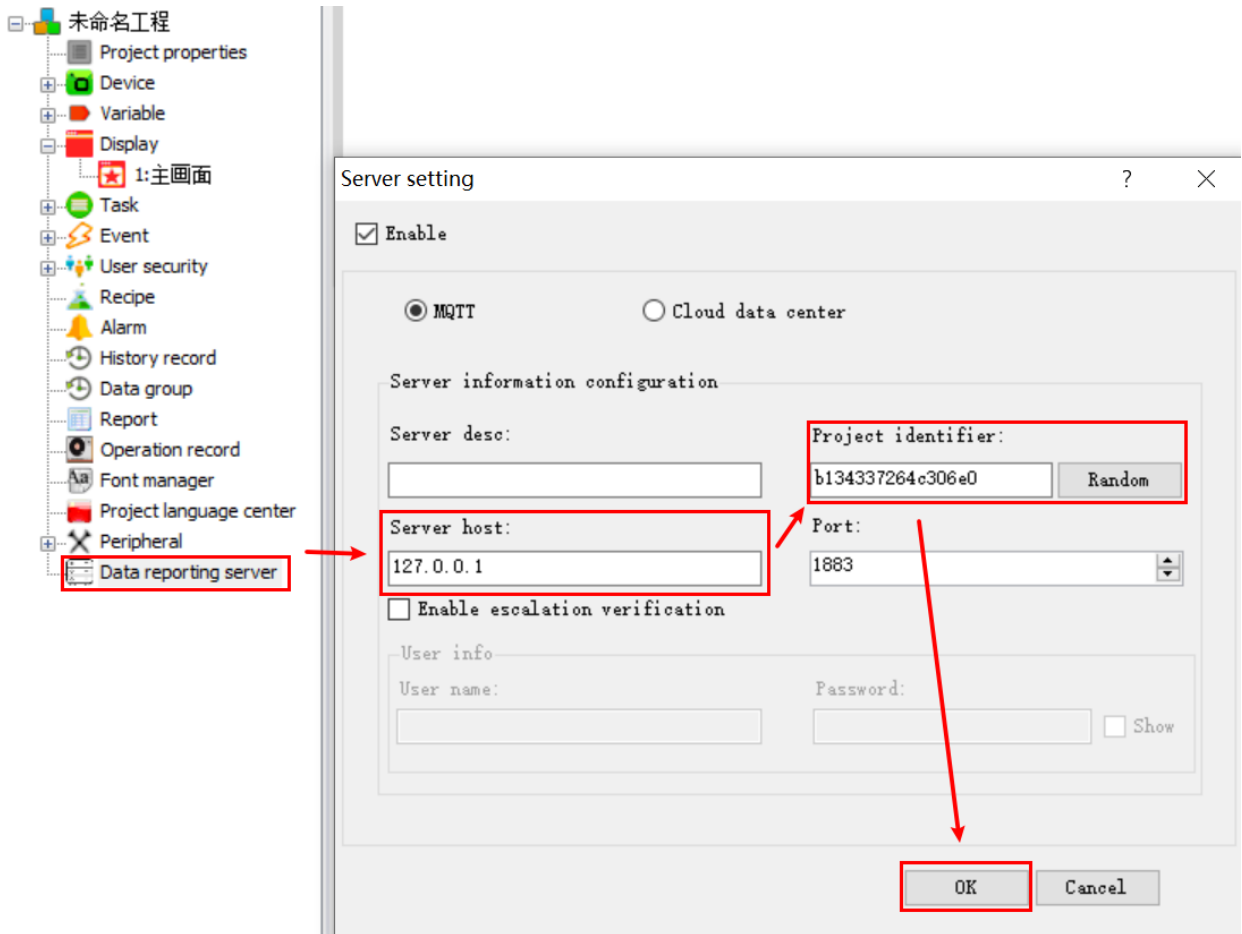 未命名工程
Project properties
Device
Variable
Display
1:主画面
Task
Event
User security
Recipe
Alarm
History record
Data group
Report
Operation record
Font manager
Project language center
Peripheral
Data reporting server
Server setting
?
Enable
MQTT
Cloud data center
Server information configuration
Server desc:
Project identifier:
b134337264c306e0
Random
Server host:
Port:
127.0.0.1
1883
Enable escalation verification
User info
User name:
Password:
Show
OK
Cancel